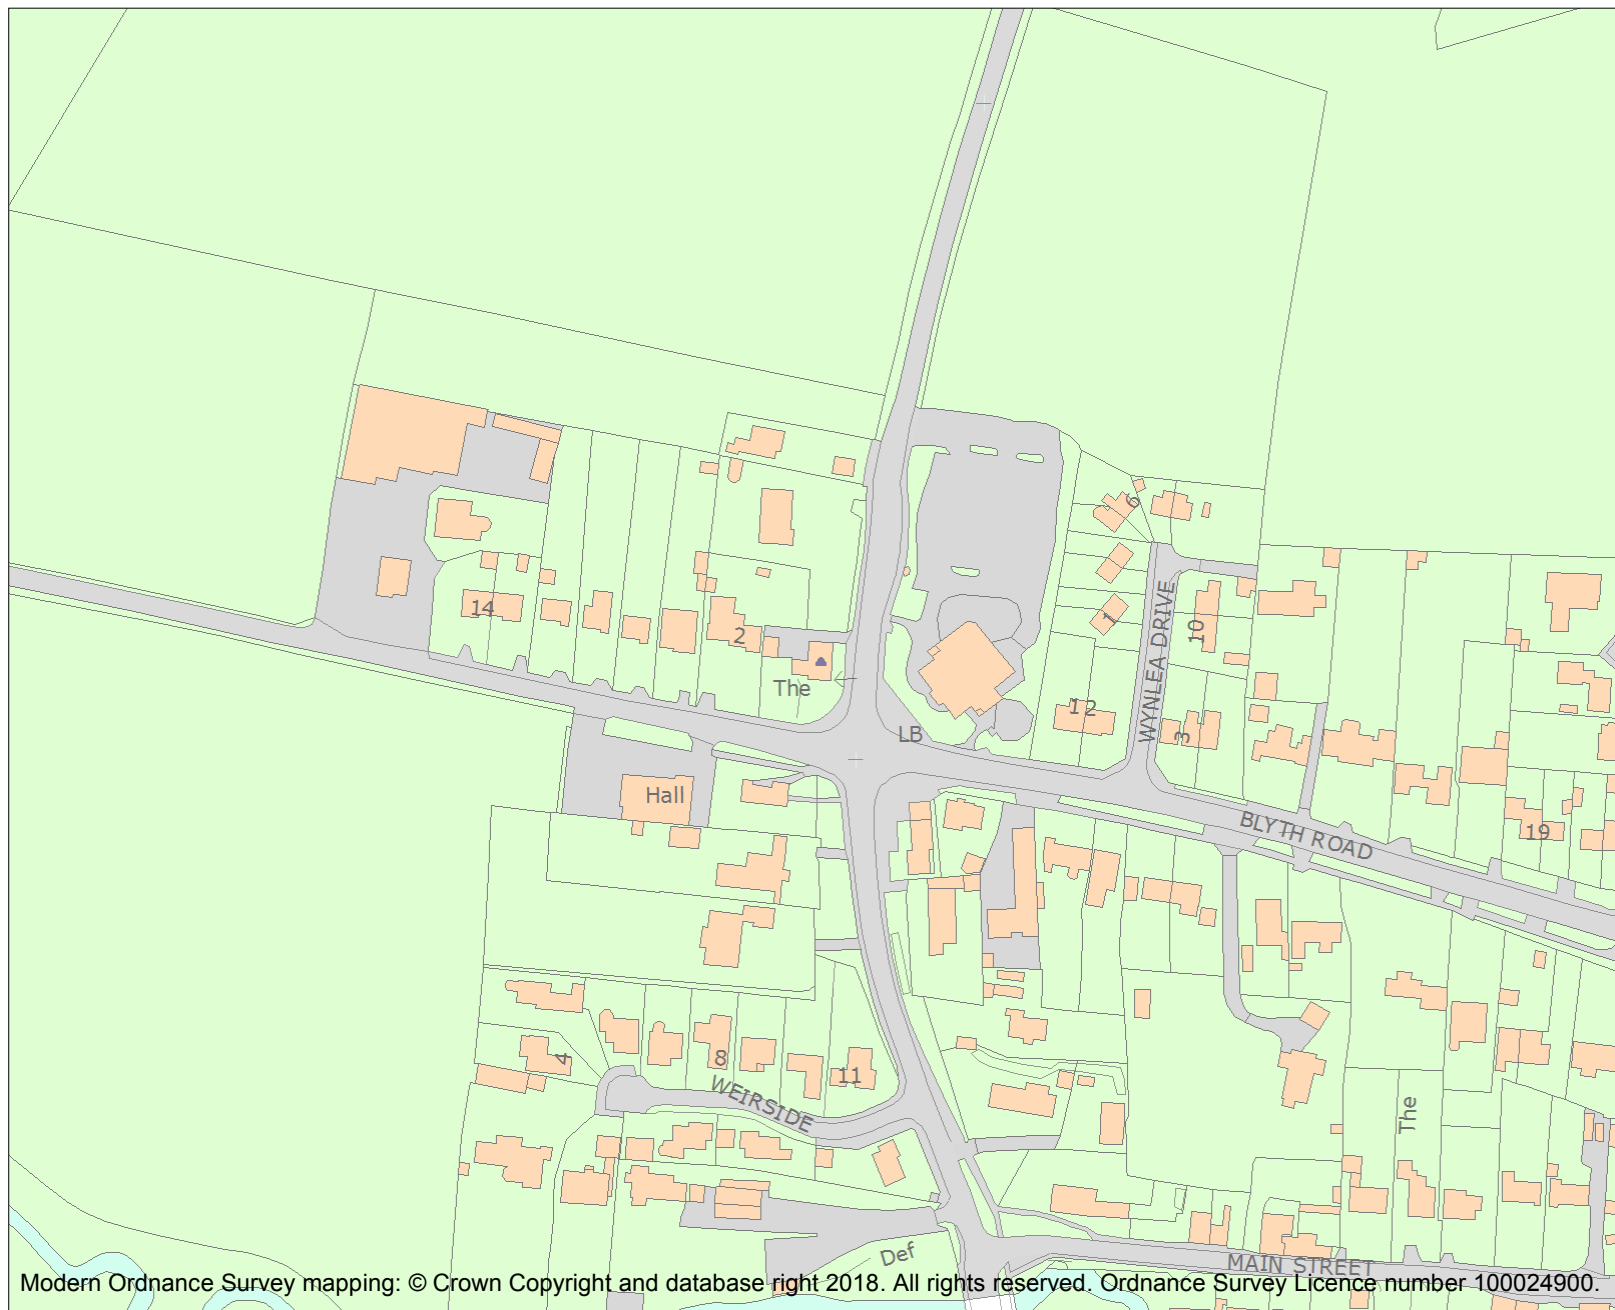 6
1
14
10
2
WYNLEA DRIVE
The
12
LB
3
Hall
BLYTH ROAD
19
4
8
11
WEIRSIDE
The
Def
MAIN STREET
Modern Ordnance Survey mapping: © Crown Copyright and database right 2018. All rights reserved. Ordnance Survey Licence number 100024900.